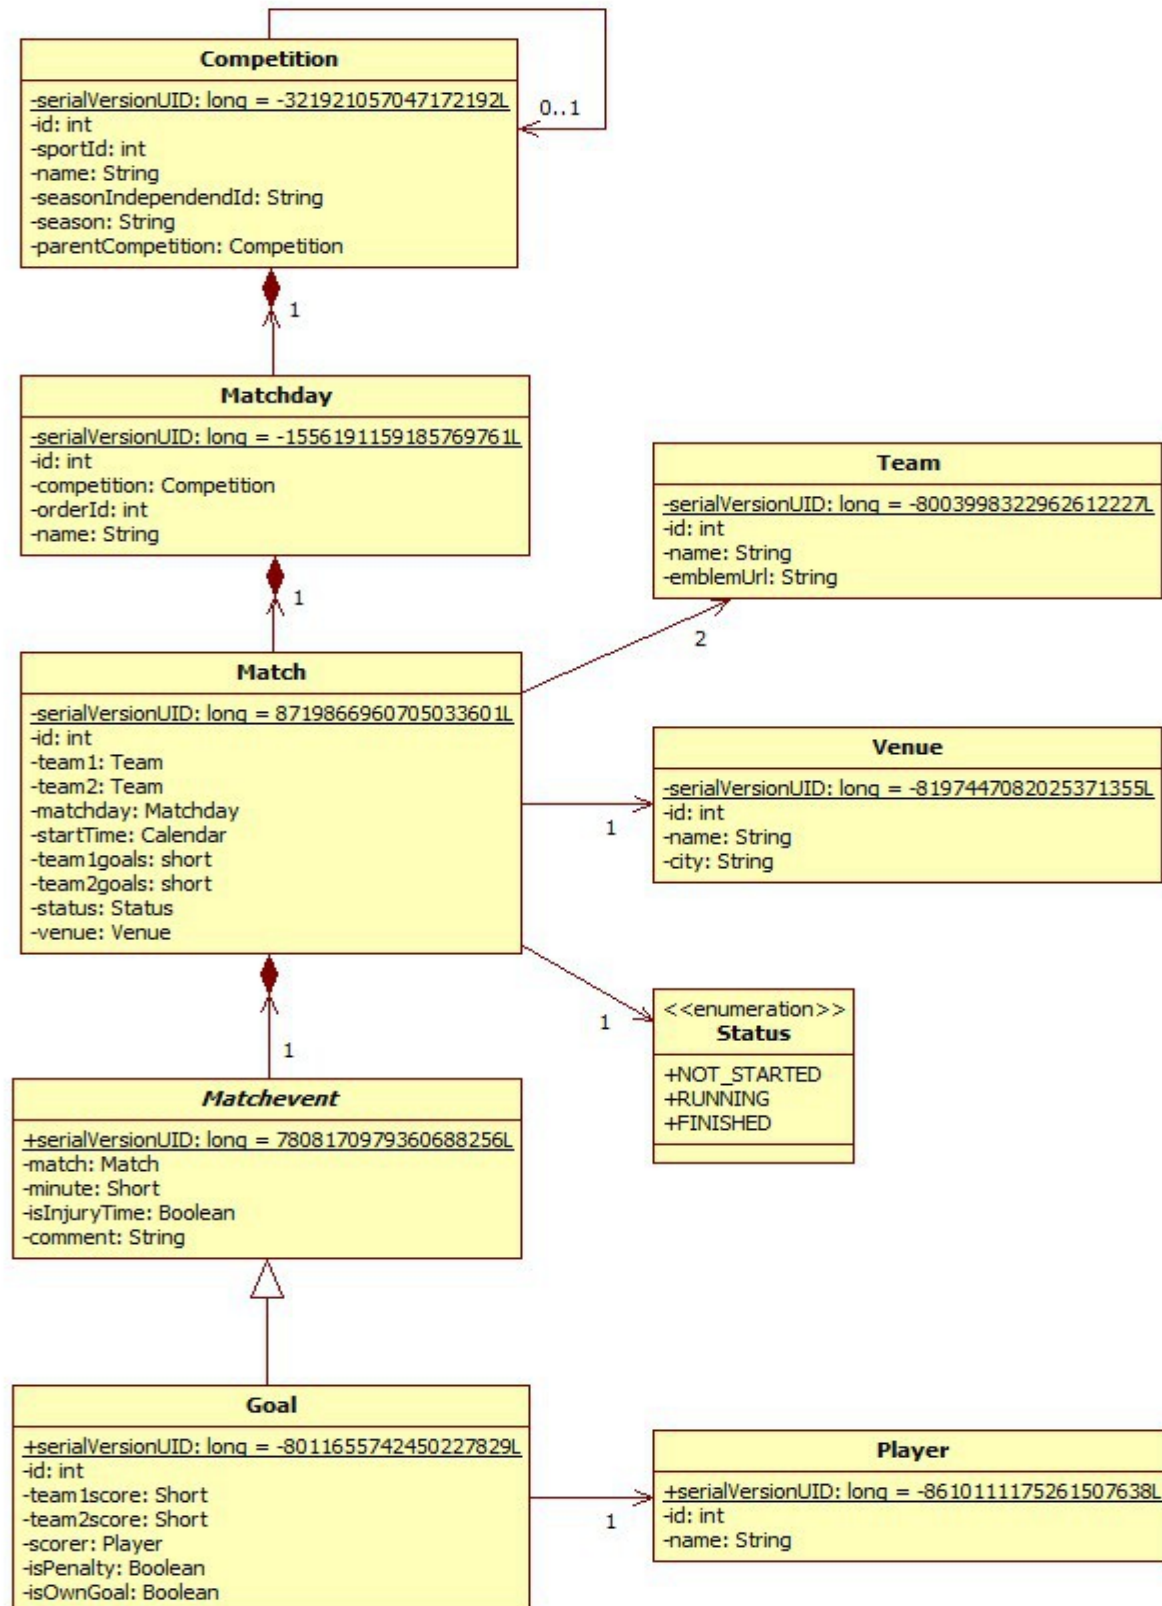 Competition
-serialVersionUID: long = -321921057047172192L
-id: int
-sportId: int
-name: String
-seasonIndependendId: String
-season: String
-parentCompetition: Competition
0..1
1
Matchday
-serialVersionUID: long = -1556191159185769761L
-id: int
-competition: Competition
-orderId: int
-name: String
1
Team
-serialVersionUID: long = -8003998322962612227L
-id: int
-name: String
-emblemUrl: String
2
Match
-serialVersionUID: long = 8719866960705033601L
-id: int
-team1: Team
-team2: Team
-matchday: Matchday
-startTime: Calendar
-team1goals: short
-team2goals: short
-status: Status
-venue: Venue
Venue
-serialVersionUID: long = -8197447082025371355L
-id: int
-name: String
-city: String
1
1
<<enumeration>>
Status
+NOT_STARTED
+RUNNING
+FINISHED
1
Matchevent
+serialVersionUID: long = 7808170979360688256L
-match: Match
-minute: Short
-isInjuryTime: Boolean
-comment: String
Goal
+serialVersionUID: long = -8011655742450227829L
-id: int
-team1score: Short
-team2score: Short
-scorer: Player
-isPenalty: Boolean
-isOwnGoal: Boolean
1
Player
+serialVersionUID: long = -8610111175261507638L
-id: int
-name: String